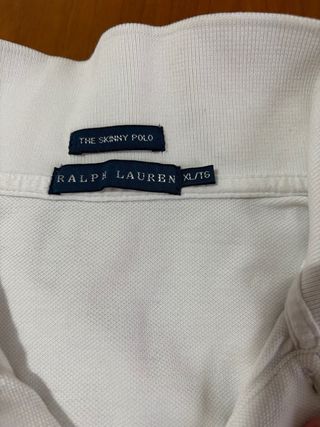 THE SKINNY POLO
RALPH LAUREN XL/TG